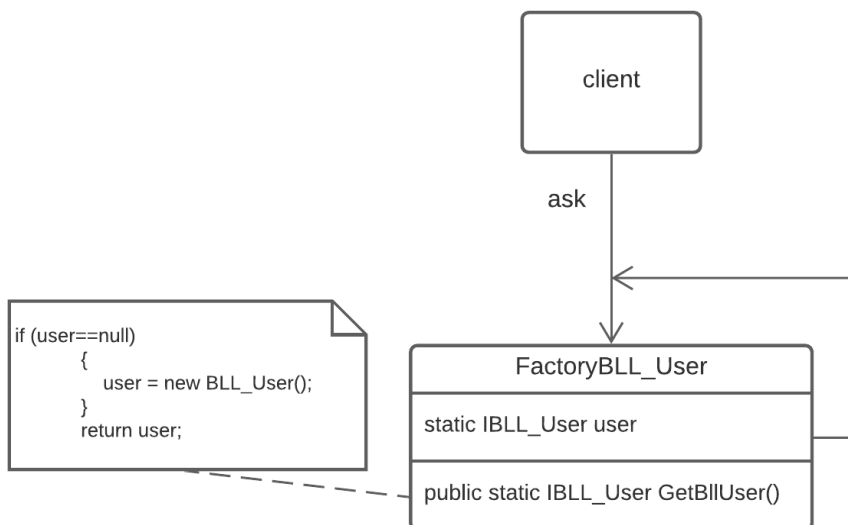 client
ask
if (user==null)
{
user = new BLL_User();
}
return user;
FactoryBLL_User
static IBLL_User user
public static IBLL_User GetBllUser()